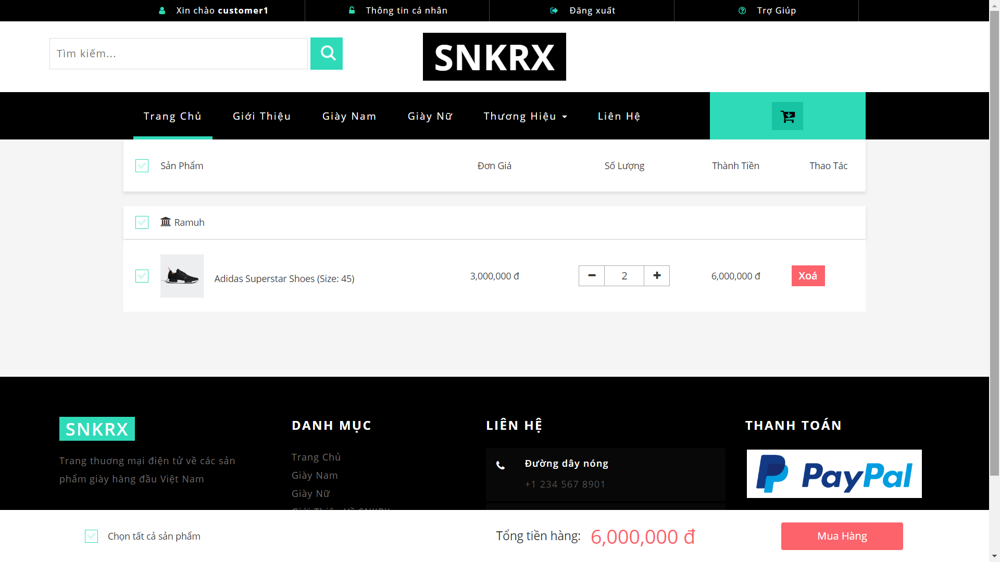 Xin chào customer1
Thông tin cá nhân
Đăng xuất
Trợ Giúp
Tìm kiếm...
SNKRX
Trang Chủ
Giới Thiệu
Giày Nam
Giày Nữ
Thương Hiệu
Liên Hệ
Sản Phẩm
Đơn Giá
Số Lượng
Thành Tiền
Thao Tác
Ramuh
Adidas Superstar Shoes (Size: 45)
3,000,000 đ
2
6,000,000 đ
Xoá
SNKRX
Trang thuơng mại điện tử về các sản
phẩm giày hàng đầu Việt Nam
DANH MỤC
Trang Chủ
Giày Nam
Giày Nữ
Giới Thiệu Về SNKRX
LIÊN HỆ
Đường dây nóng
+1 234 567 8901
THANH TOÁN
PayPal
Chọn tất cả sản phẩm
Tổng tiền hàng: 6,000,000 đ
Mua Hàng